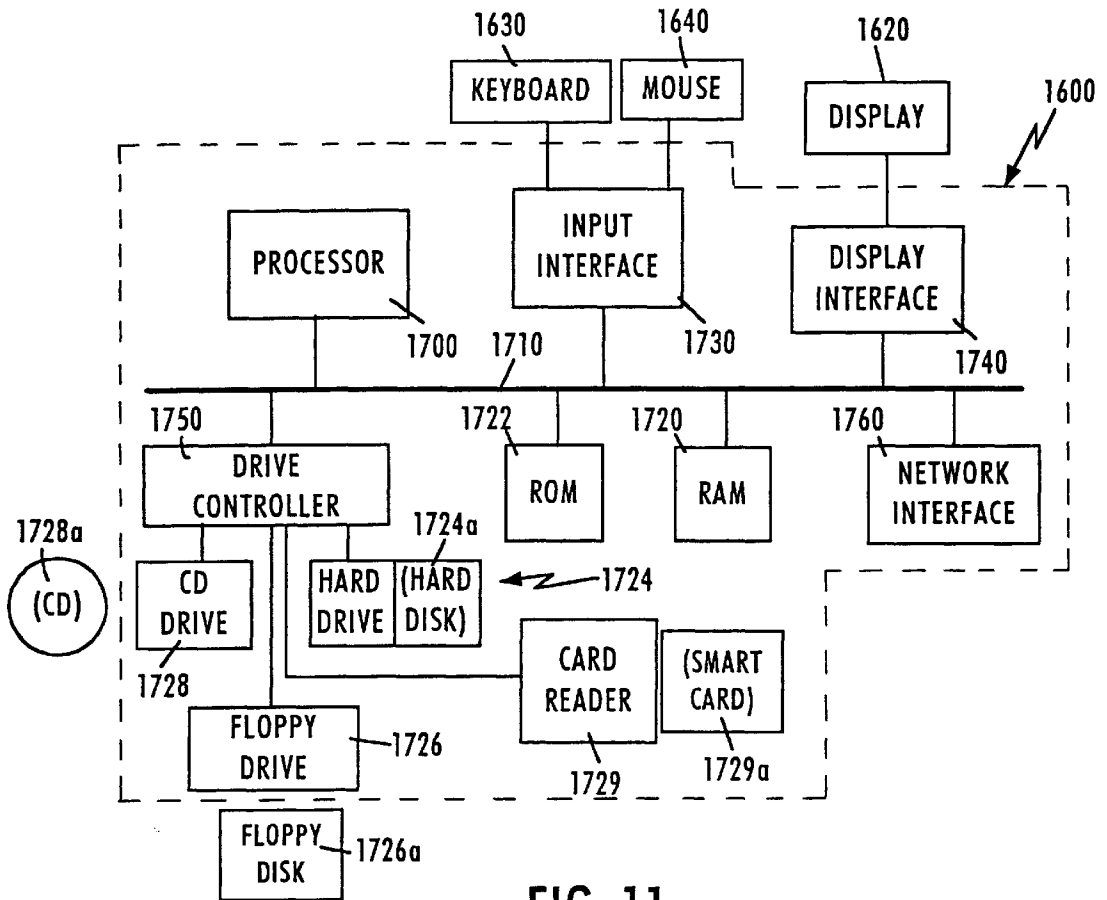 1630
1640
1620
KEYBOARD
MOUSE
DISPLAY
1600
PROCESSOR
INPUT
INTERFACE
DISPLAY
INTERFACE
1700
1710
1730
1740
1750
1722
1720
1760
DRIVE
CONTROLLER
ROM
RAM
NETWORK
INTERFACE
1728a
(CD)
CD
DRIVE
1728
HARD
DRIVE
1724a
(HARD
DISK)
1724
CARD
READER
1729
(SMART
CARD)
1729a
FLOPPY
DRIVE
1726
FLOPPY
DISK
1726a
FIG. 11